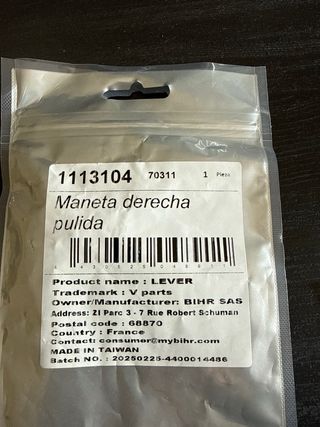 1113104 70311 1 Pieza
Maneta derecha
pulida
Product name : LEVER
Trademark : V parts
Owner/Manufacturer: BIHR SAS
Address: ZI Parc 3 - 7 Rue Robert Schuman
Postal code : 68870
Country : France
Contact: consumer@mybihr.com
MADE IN TAIWAN
Batch NO. : 20250225-4400014486